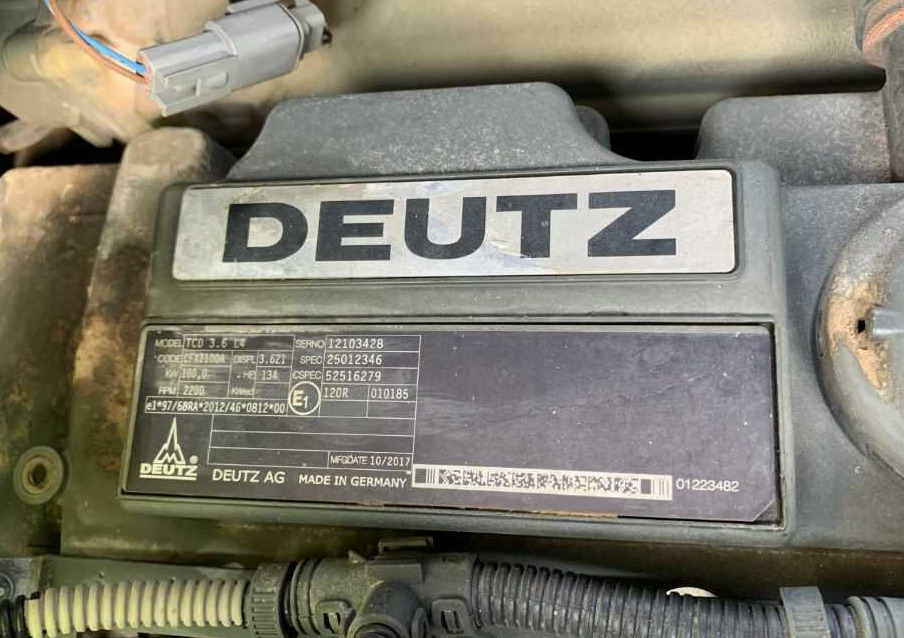 DEUTZ
MODEL TCD 3.6 L4 SERNO 12103428
CODE DISPL 3.621 SPEC 25012346
KW 100,0 HP 134 CSPEC 52516279
RPM 2200 E1 120R 010185
e1*97/68RA*2012/46*0812*00
MFGDATE 10/2017
DEUTZ
DEUTZ AG MADE IN GERMANY
01223482